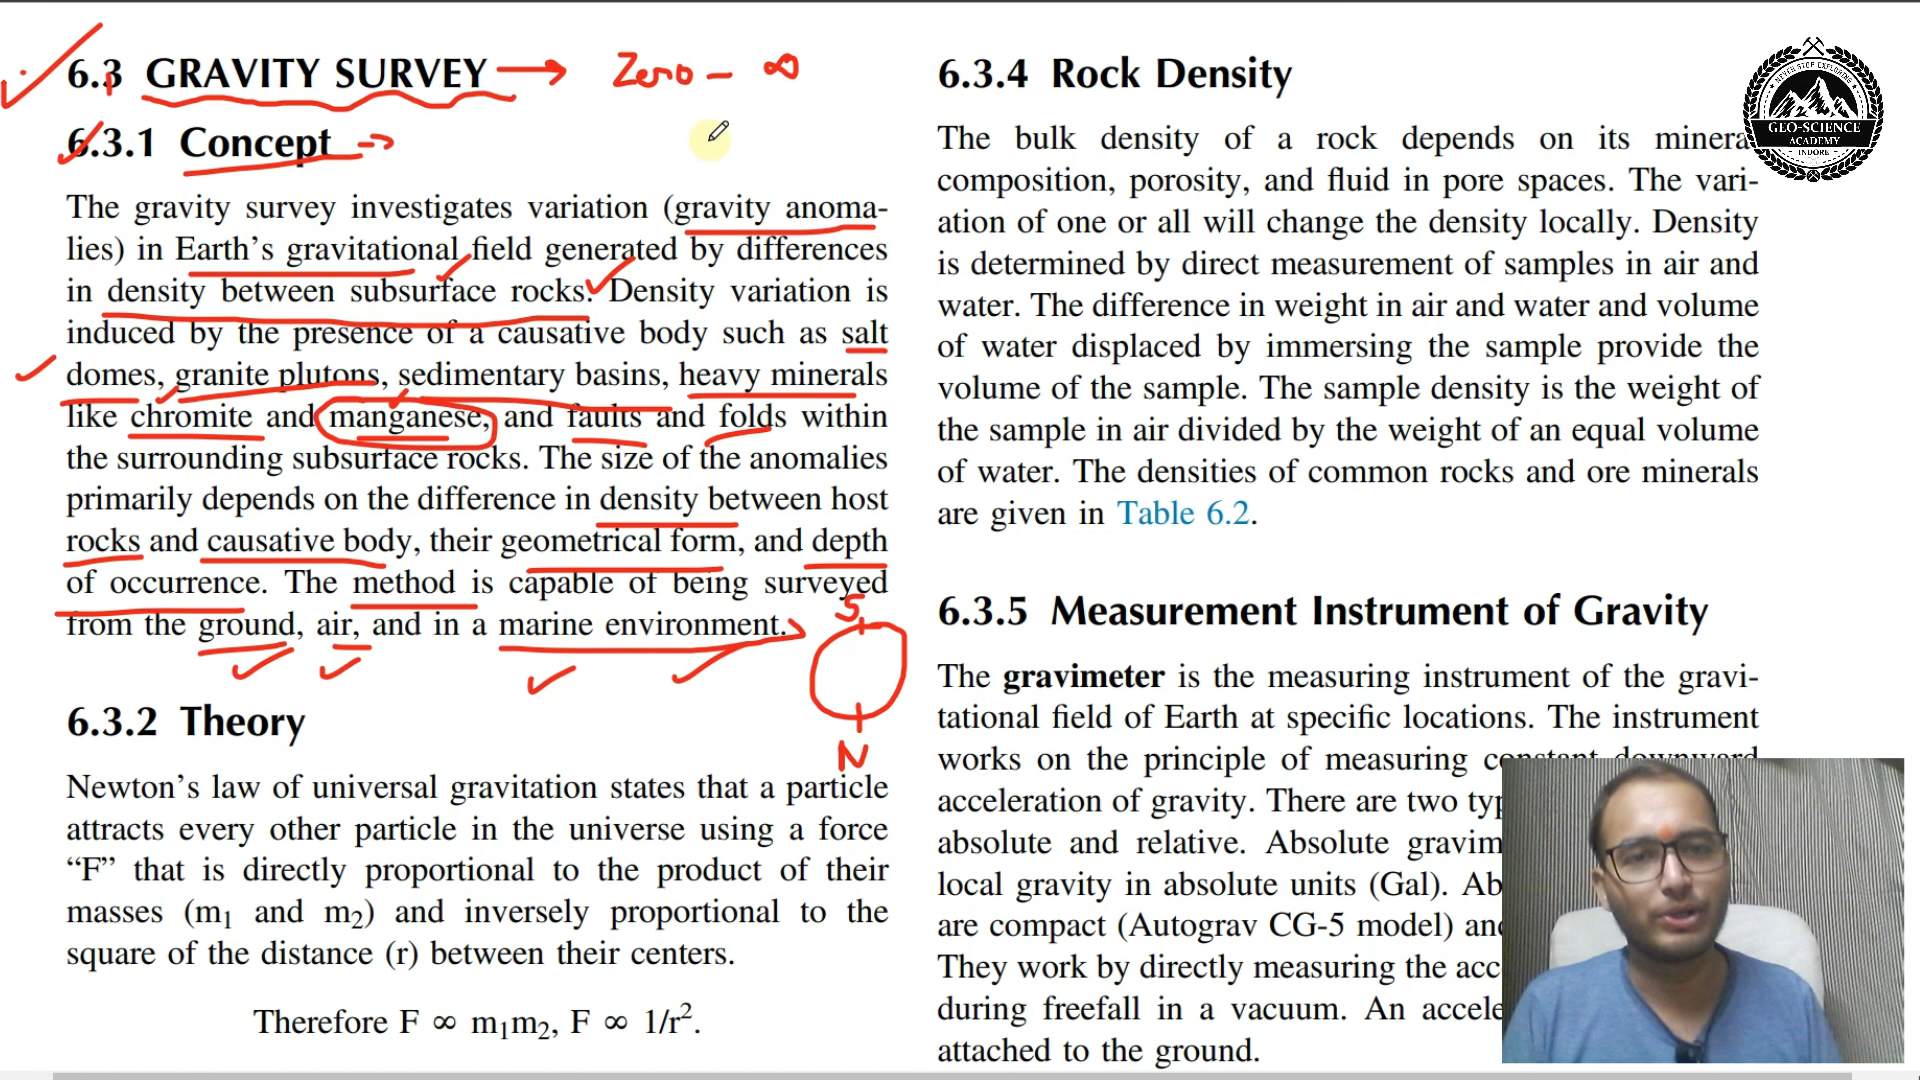 6.3 GRAVITY SURVEY → Zero – ∞
6.3.1 Concept
The gravity survey investigates variation (gravity anoma-
lies) in Earth's gravitational field generated by differences
in density between subsurface rocks. Density variation is
induced by the presence of a causative body such as salt
domes, granite plutons, sedimentary basins, heavy minerals
like chromite and manganese, and faults and folds within
the surrounding subsurface rocks. The size of the anomalies
primarily depends on the difference in density between host
rocks and causative body, their geometrical form, and depth
of occurrence. The method is capable of being surveyed
from the ground, air, and in a marine environment.
S
N
6.3.2 Theory
Newton's law of universal gravitation states that a particle
attracts every other particle in the universe using a force
“F” that is directly proportional to the product of their
masses (m₁ and m₂) and inversely proportional to the
square of the distance (r) between their centers.
Therefore F ∞ m₁m₂, F ∞ 1/r².
6.3.4 Rock Density
The bulk density of a rock depends on its minera
composition, porosity, and fluid in pore spaces. The vari-
ation of one or all will change the density locally. Density
is determined by direct measurement of samples in air and
water. The difference in weight in air and water and volume
of water displaced by immersing the sample provide the
volume of the sample. The sample density is the weight of
the sample in air divided by the weight of an equal volume
of water. The densities of common rocks and ore minerals
are given in Table 6.2.
6.3.5 Measurement Instrument of Gravity
The gravimeter is the measuring instrument of the gravi-
tational field of Earth at specific locations. The instrument
works on the principle of measuring constant downward
acceleration of gravity. There are two typ
absolute and relative. Absolute gravim
local gravity in absolute units (Gal). Ab
are compact (Autograv CG-5 model) and
They work by directly measuring the acc
during freefall in a vacuum. An accele
attached to the ground.
NEVER STOP EXPLORING
GEO-SCIENCE
ACADEMY
INDORE